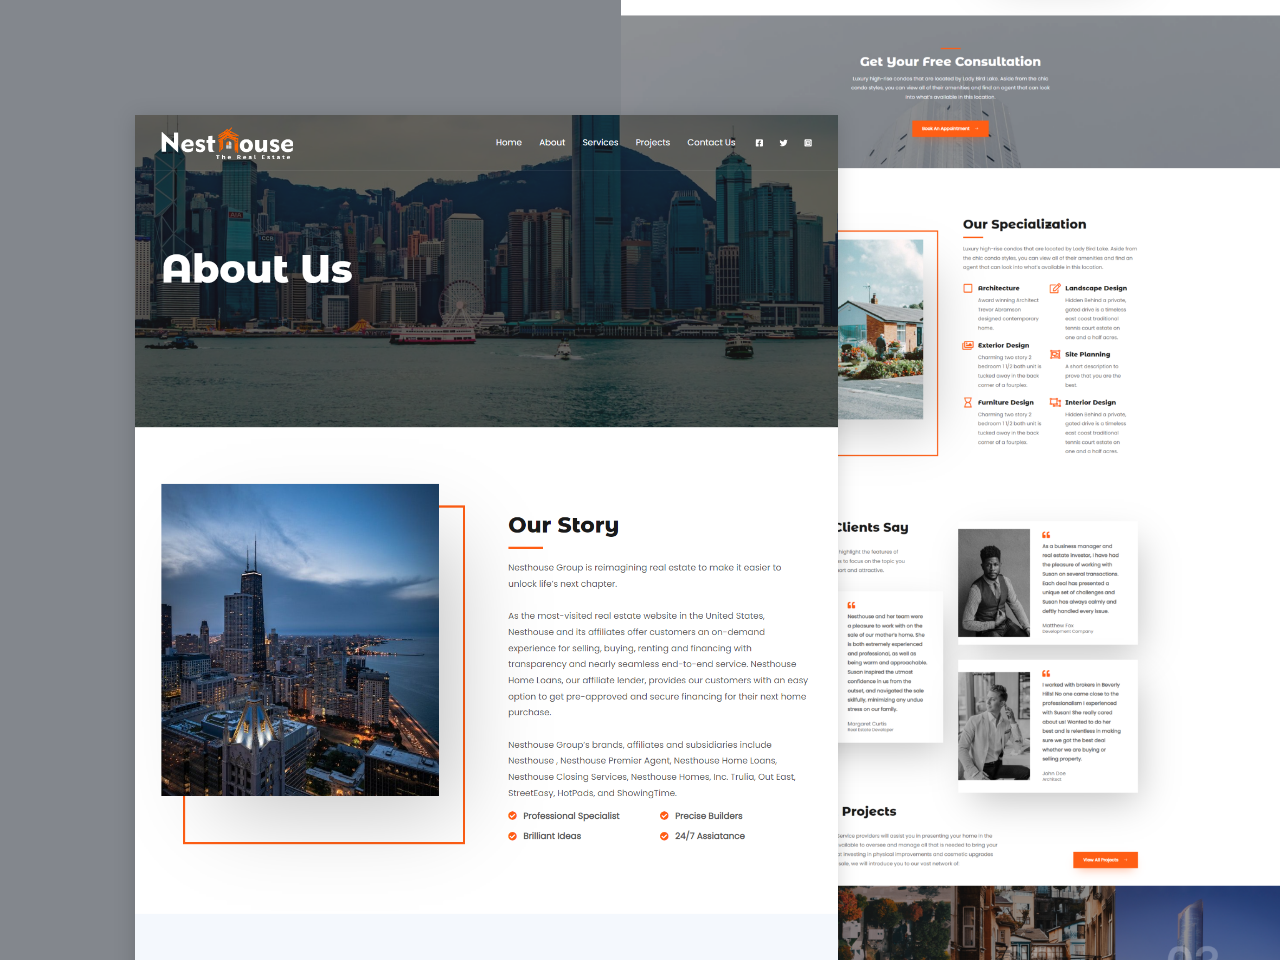 Get Your Free Consultation
Luxury high-rise condos that are located by Lady Bird Lake. Aside from the chic
condo styles, you can view all of their amenities and find an agent that can look
into what's available in this location.
Book An Appointment
Nest House
The Real Estate
Home About Services Projects Contact Us
AIA
CCB
About Us
Our Story
Nesthouse Group is reimagining real estate to make it easier to
unlock life's next chapter.
As the most-visited real estate website in the United States,
Nesthouse and its affiliates offer customers an on-demand
experience for selling, buying, renting and financing with
transparency and nearly seamless end-to-end service. Nesthouse
Home Loans, our affiliate lender, provides our customers with an easy
option to get pre-approved and secure financing for their next home
purchase.
Nesthouse Group's brands, affiliates and subsidiaries include
Nesthouse , Nesthouse Premier Agent, Nesthouse Home Loans,
Nesthouse Closing Services, Nesthouse Homes, Inc. Trulia, Out East,
StreetEasy, HotPads, and ShowingTime.
Professional Specialist
Precise Builders
Brilliant Ideas
24/7 Assiatance
Our Specialization
Luxury high-rise condos that are located by Lady Bird Lake. Aside from
the chic condo styles, you can view all of their amenities and find an
agent that can look into what's available in this location.
Architecture
Award winning Architect
Trevor Abramson
designed contemporary
home.
Landscape Design
Hidden Behind a private,
gated drive is a timeless
east coast traditional
tennis court estate on
one and a half acres.
Exterior Design
Charming two story 2
bedroom 1 1/2 bath unit is
tucked away in the back
corner of a fourplex.
Site Planning
A short description to
prove that you are the
best.
Furniture Design
Charming two story 2
bedroom 1 1/2 bath unit is
tucked away in the back
corner of a fourplex.
Interior Design
Hidden Behind a private,
gated drive is a timeless
east coast traditional
tennis court estate on
one and a half acres.
Clients Say
highlight the features of
s to focus on the topic you
ort and attractive.
Nesthouse and her team were
a pleasure to work with on the
sale of our mother's home. She
is both extremely experienced
and professional, as well as
being warm and approachable.
Susan inspired the utmost
confidence in us from the
outset, and navigated the sale
skilfully, minimizing any undue
stress on our family.
Margaret Curtis
Real Estate Developer
As a business manager and
real estate investor, I have had
the pleasure of working with
Susan on several transactions.
Each deal has presented a
unique set of challenges and
Susan has always calmly and
deftly handled every issue.
Matthew Fox
Development Company
I worked with brokers in Beverly
Hills! No one came close to the
professionalism I experienced
with Susan! She really cared
about us! Wanted to do her
best and is relentless in making
sure we got the best deal
whether we are buying or
selling property.
John Doe
Architect
Projects
service providers will assist you in presenting your home in the
available to oversee and manage all that is needed to bring your
t investing in physical improvements and cosmetic upgrades
sale, we will introduce you to our vast network of
View All Projects
03